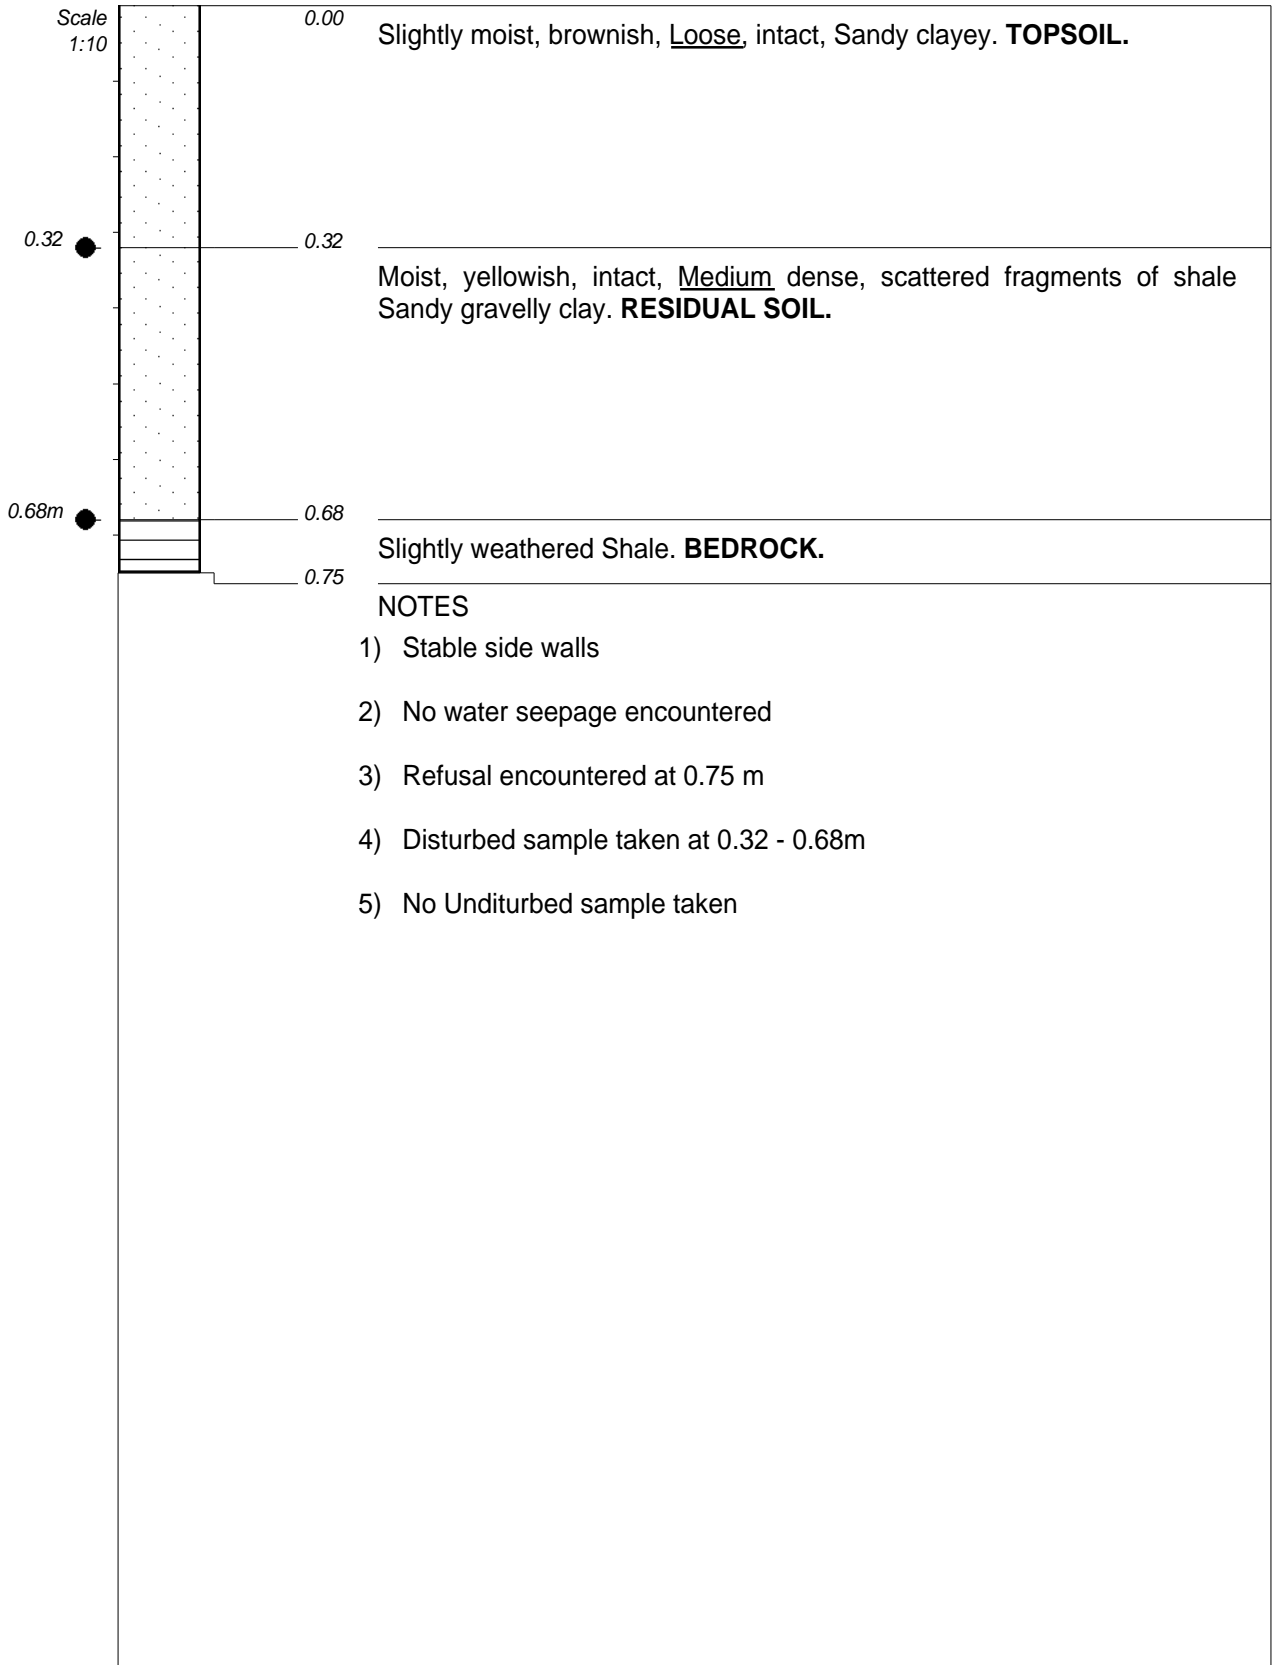 Scale
1:10
0.00
Slightly moist, brownish, Loose, intact, Sandy clayey. TOPSOIL.
0.32
0.32
Moist, yellowish, intact, Medium dense, scattered fragments of shale
Sandy gravelly clay. RESIDUAL SOIL.
0.68m
0.68
Slightly weathered Shale. BEDROCK.
0.75
NOTES
1) Stable side walls
2) No water seepage encountered
3) Refusal encountered at 0.75 m
4) Disturbed sample taken at 0.32 - 0.68m
5) No Unditurbed sample taken